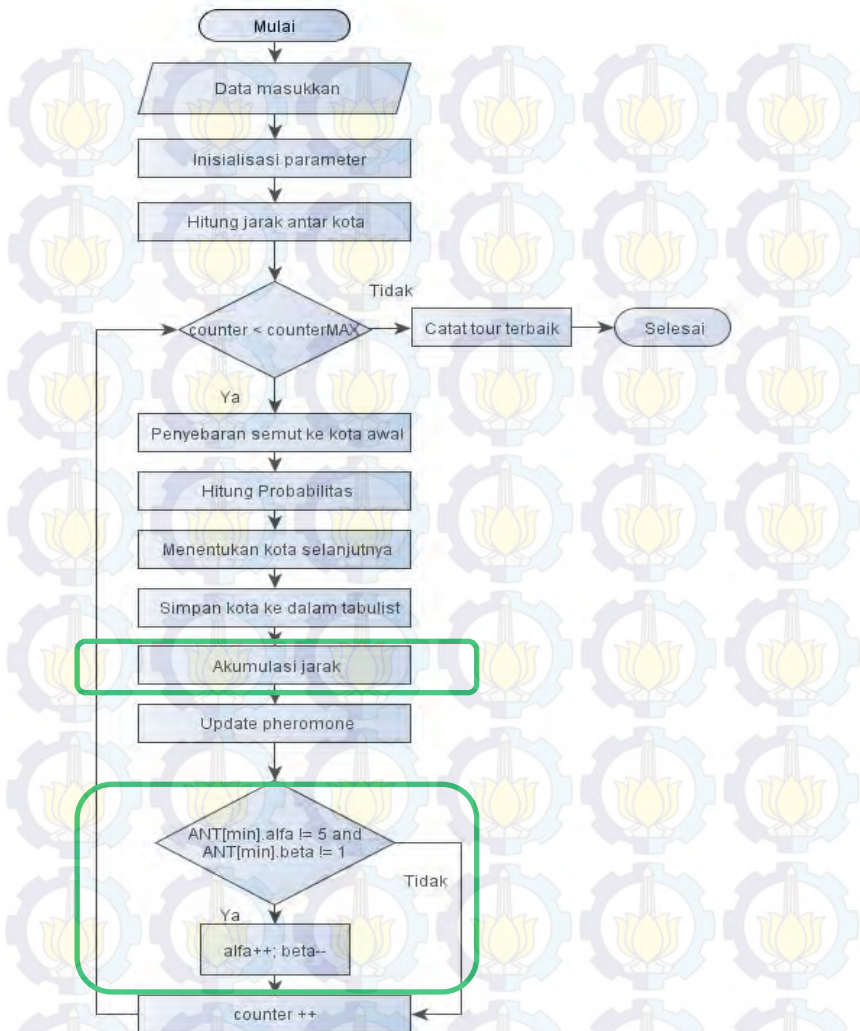 Mulai
Data masukkan
Inisialisasi parameter
Hitung jarak antar kota
Tidak
counter < counterMAX
Catat tour terbaik
Selesai
Ya
Penyebaran semut ke kota awal
Hitung Probabilitas
Menentukan kota selanjutnya
Simpan kota ke dalam tabulist
Akumulasi jarak
Update pheromone
ANT[min].alfa != 5 and
ANT[min].beta != 1
Tidak
Ya
alfa++; beta--
counter ++